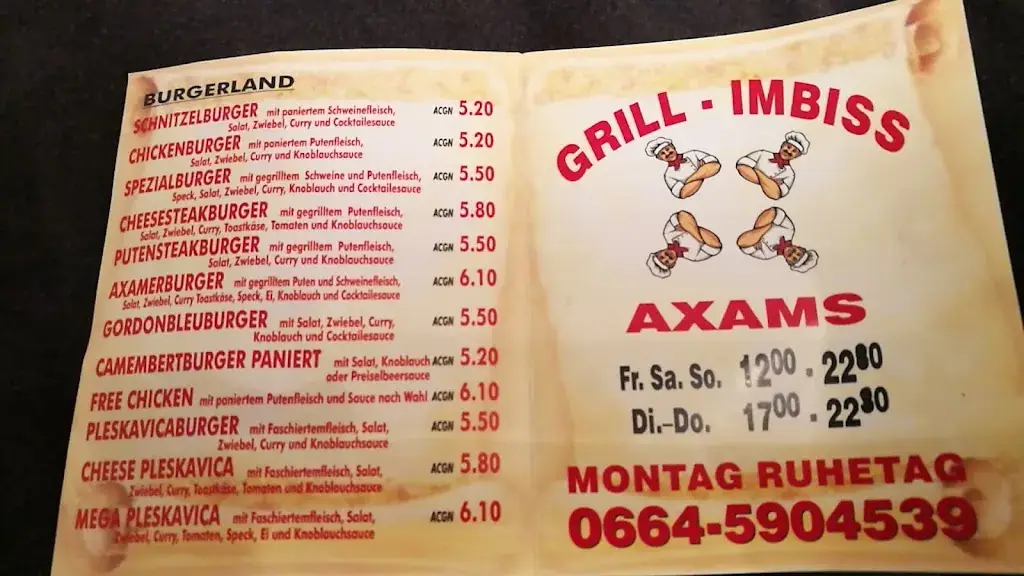 BURGERLAND
SCHNITZELBURGER mit paniertem Schweinefleisch, ACGN 5.20
Salat, Zwiebel, Curry und Cocktailsauce
CHICKENBURGER mit paniertem Putenfleisch, ACGN 5.20
Salat, Zwiebel, Curry und Knoblauchsauce
SPEZIALBURGER mit gegrilltem Schweine und Putenfleisch, ACGN 5.50
Speck, Salat, Zwiebel, Curry, Knoblauch und Cocktailsauce
CHEESESTEAKBURGER mit gegrilltem Putenfleisch, ACGN 5.80
Salat, Zwiebel, Curry, Toastkäse, Tomaten und Knoblauchsauce
PUTENSTEAKBURGER mit gegrilltem Putenfleisch, ACGN 5.50
Salat, Zwiebel, Curry und Knoblauchsauce
AXAMERBURGER mit gegrilltem Puten und Schweinefleisch, ACGN 6.10
Salat, Zwiebel, Curry Toastkäse, Speck, Ei, Knoblauch und Cocktailsauce
GORDONBLEUBURGER mit Salat, Zwiebel, Curry, ACGN 5.50
Knoblauch und Cocktailsauce
CAMEMBERTBURGER PANIERT mit Salat, Knoblauch ACGN 5.20
oder Preiselbeersauce
FREE CHICKEN mit paniertem Putenfleisch und Sauce nach Wahl ACGN 6.10
PLESKAVICABURGER mit Faschiertemfleisch, Salat, ACGN 5.50
Zwiebel, Curry und Knoblauchsauce
CHEESE PLESKAVICA mit Faschiertemfleisch, Salat, ACGN 5.80
Zwiebel, Curry, Toastkäse, Tomaten und Knoblauchsauce
MEGA PLESKAVICA mit Faschiertemfleisch, Salat, ACGN 6.10
Zwiebel, Curry, Tomaten, Speck, Ei und Knoblauchsauce
GRILL - IMBISS
AXAMS
Fr. Sa. So. 1200 - 22
Di.-Do. 1700 - 22
MONTAG RUHETAG
0664-5904539